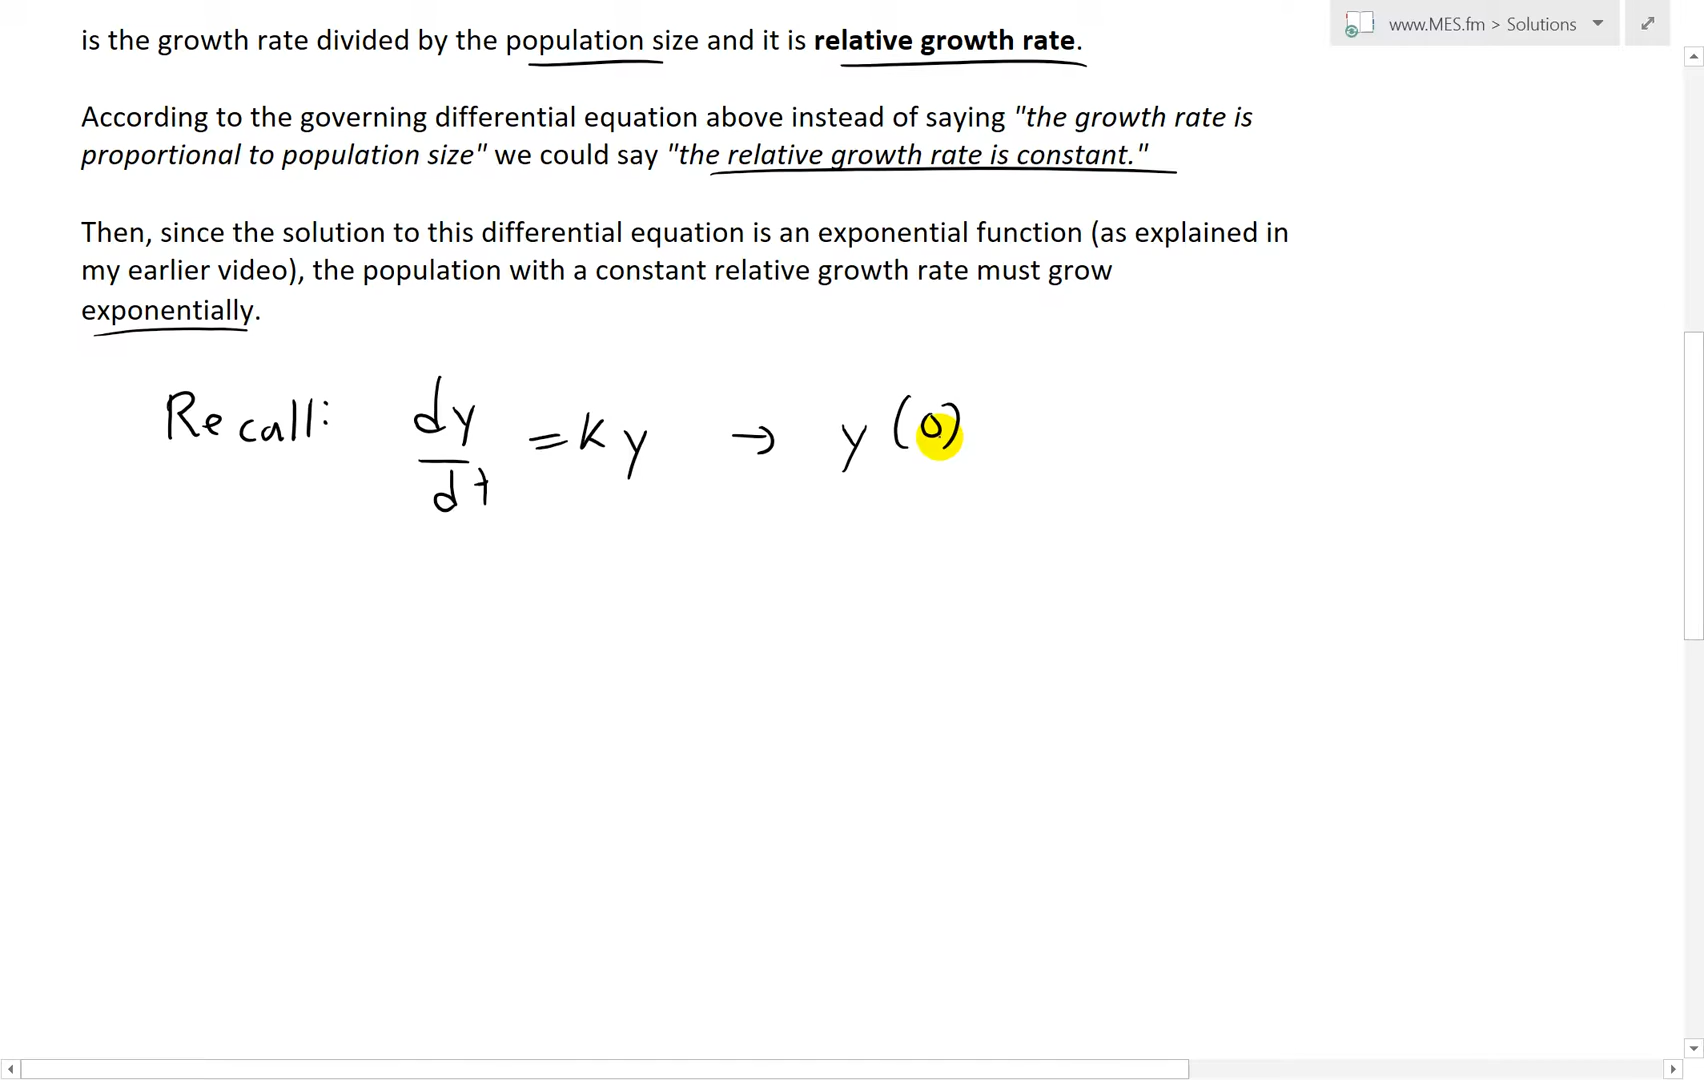 is the growth rate divided by the population size and it is relative growth rate.
www.MES.fm > Solutions
According to the governing differential equation above instead of saying "the growth rate is
proportional to population size" we could say "the relative growth rate is constant."
Then, since the solution to this differential equation is an exponential function (as explained in
my earlier video), the population with a constant relative growth rate must grow
exponentially.
Recall: dy/dt = ky → y(0)